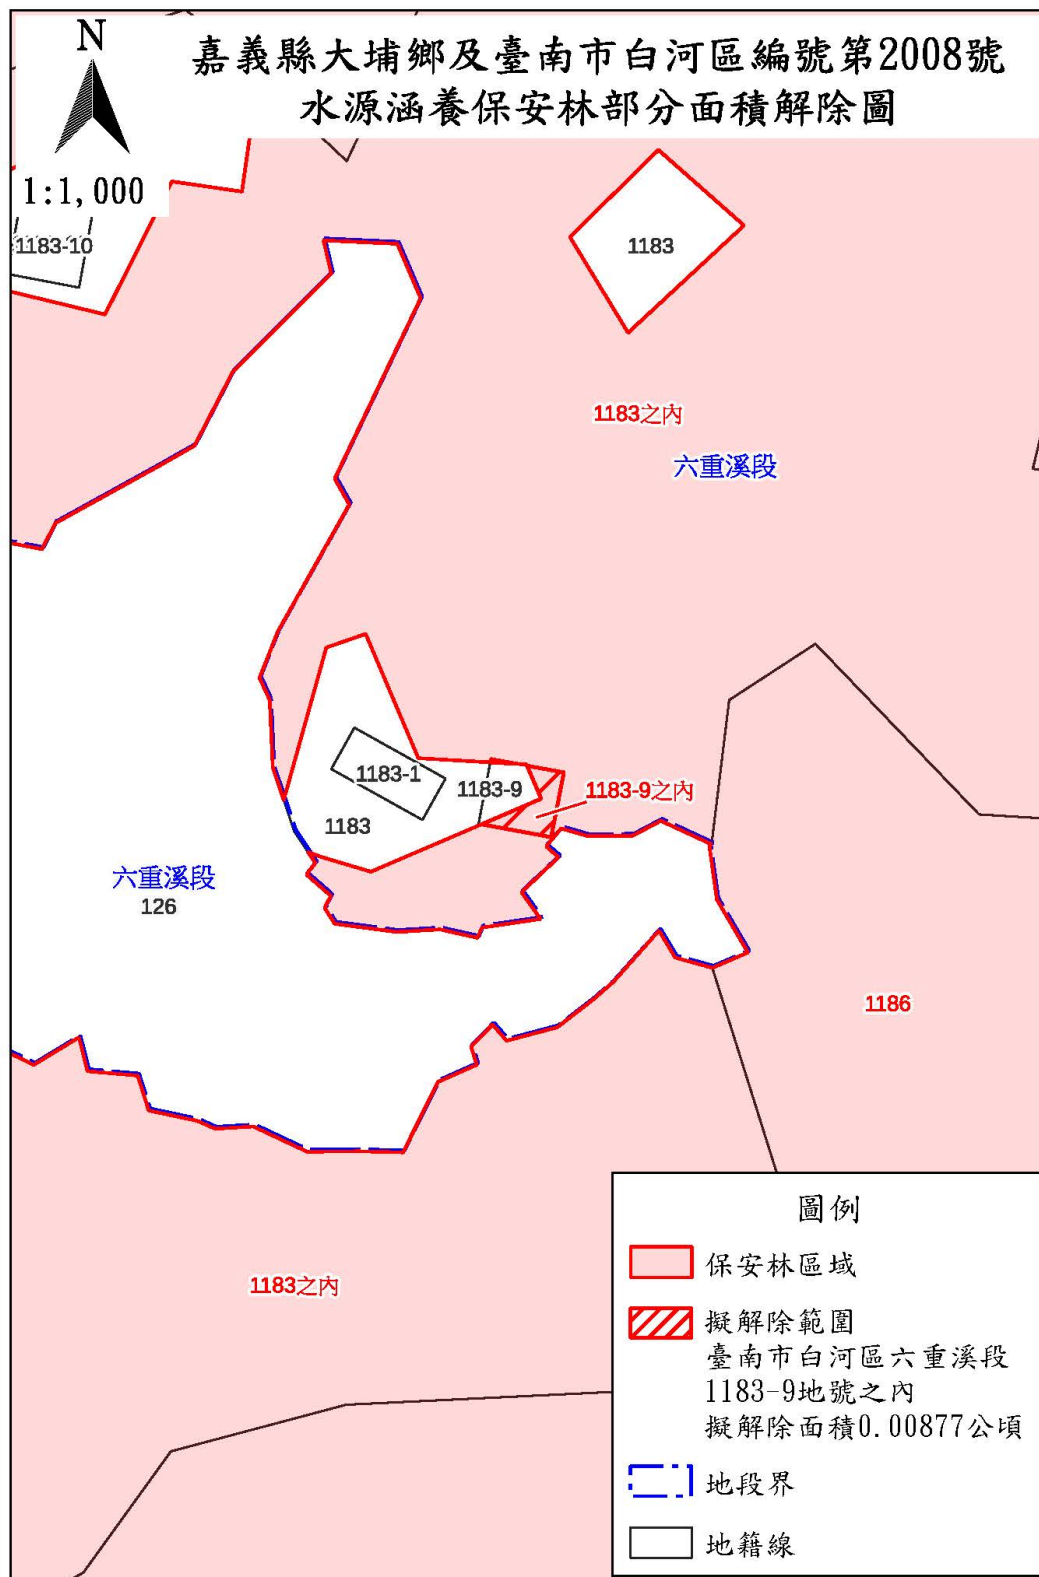 N
嘉義縣大埔鄉及臺南市白河區編號第2008號
水源涵養保安林部分面積解除圖
1:1,000
1183-10
1183
1183之內
六重溪段
1183-1
1183-9
1183-9之內
1183
六重溪段
126
1186
1183之內
圖例
保安林區域
擬解除範圍
臺南市白河區六重溪段
1183-9地號之內
擬解除面積0.00877公頃
地段界
地籍線